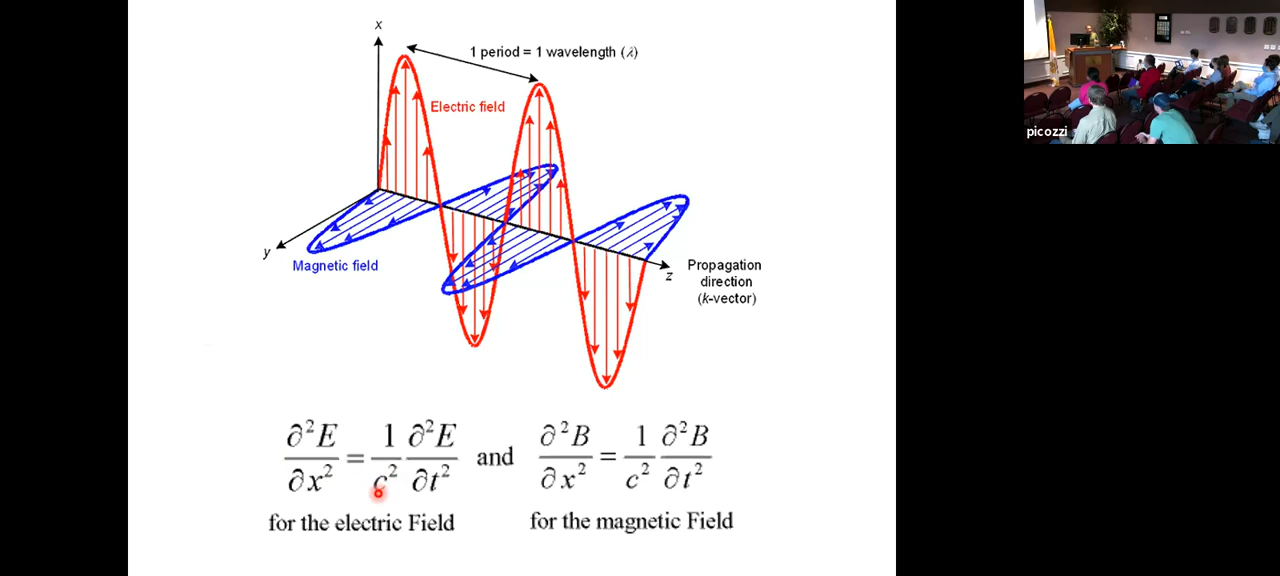 x
1 period = 1 wavelength (λ)
Electric field
y
Magnetic field
z
Propagation
direction
(k-vector)
∂²E/∂x² = 1/c² ∂²E/∂t² and ∂²B/∂x² = 1/c² ∂²B/∂t²
for the electric Field for the magnetic Field
picozzi